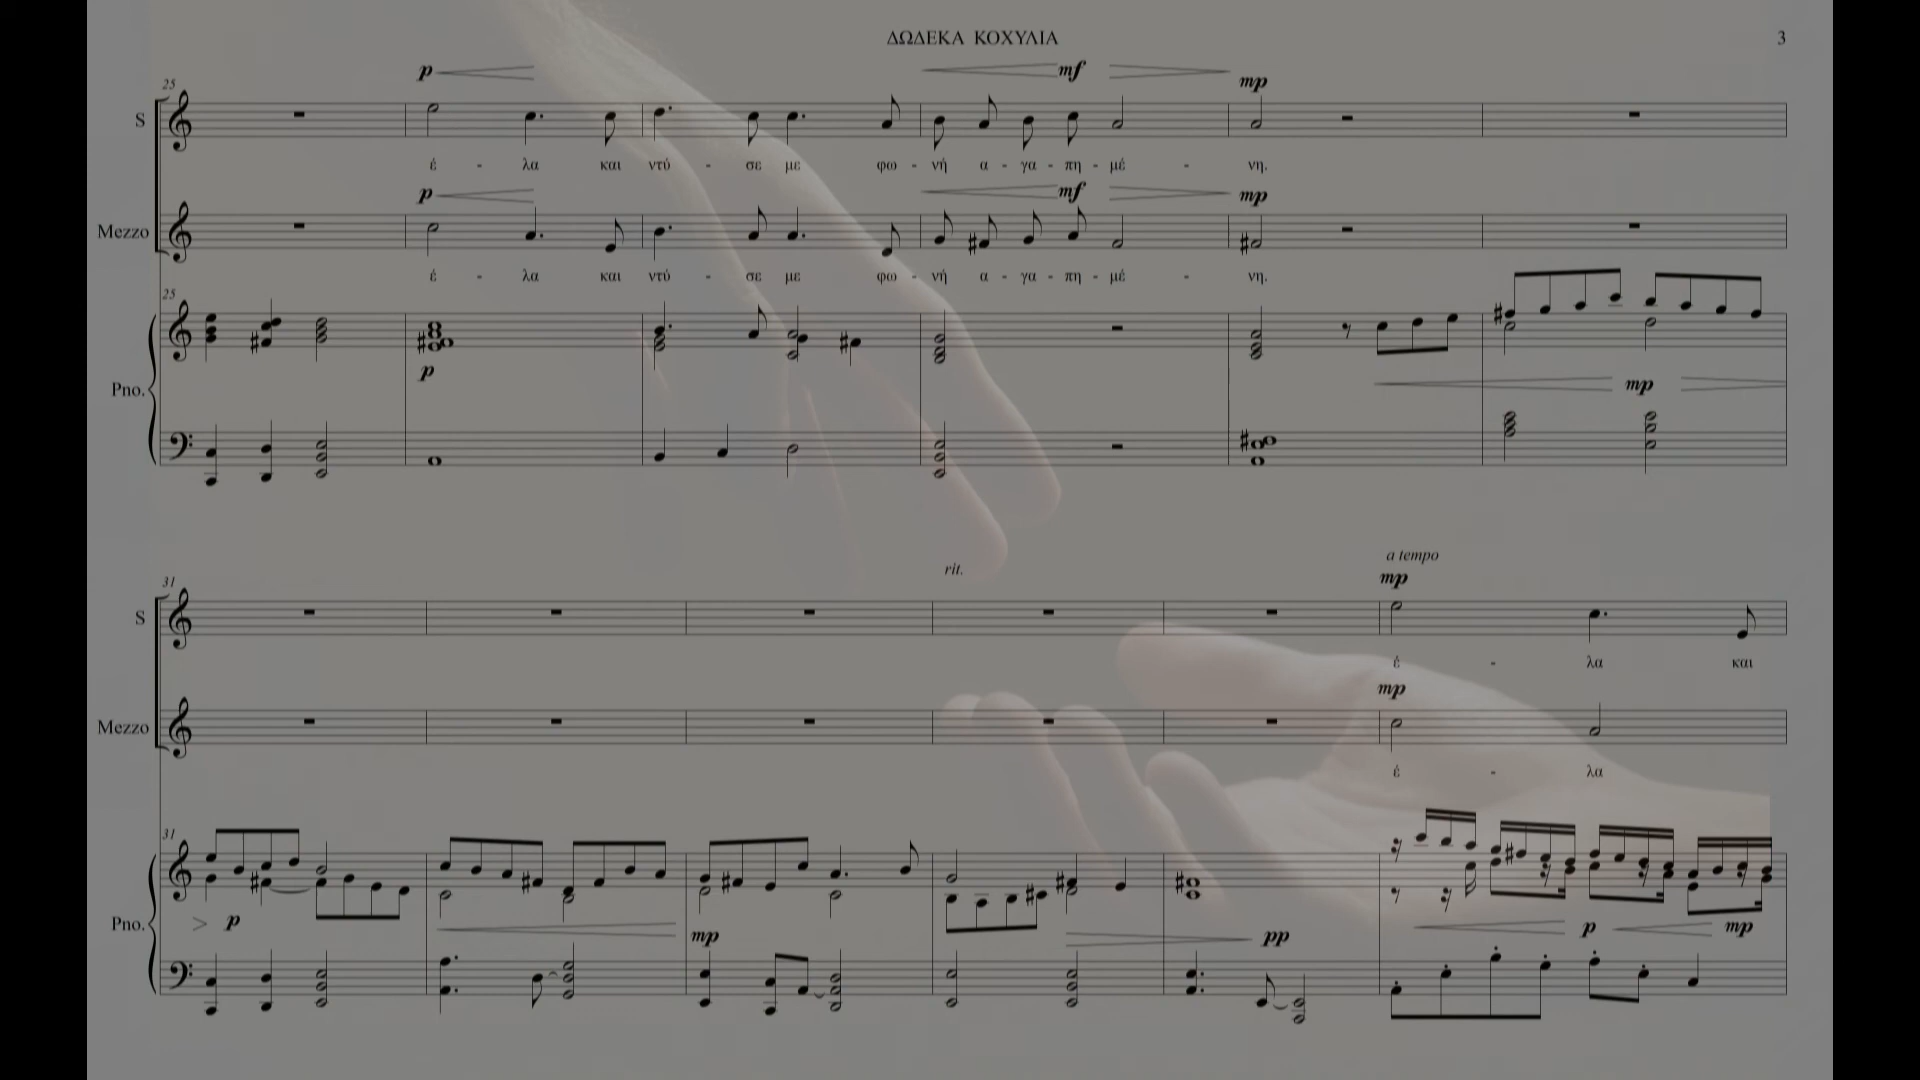 ΔΩΔΕΚΑ ΚΟΧΥΛΙΑ 3
p mf mp
25
S
έ - λα και ντύ - σε με φω - νή α - γα - πη - μέ - νη.
p mf mp
Mezzo
έ - λα και ντύ - σε με φω - νή α - γα - πη - μέ - νη.
25
Pno.
p mp
rit. a tempo
mp
31
S
έ - λα και
mp
Mezzo
έ - λα
31
Pno.
p mp pp p mp